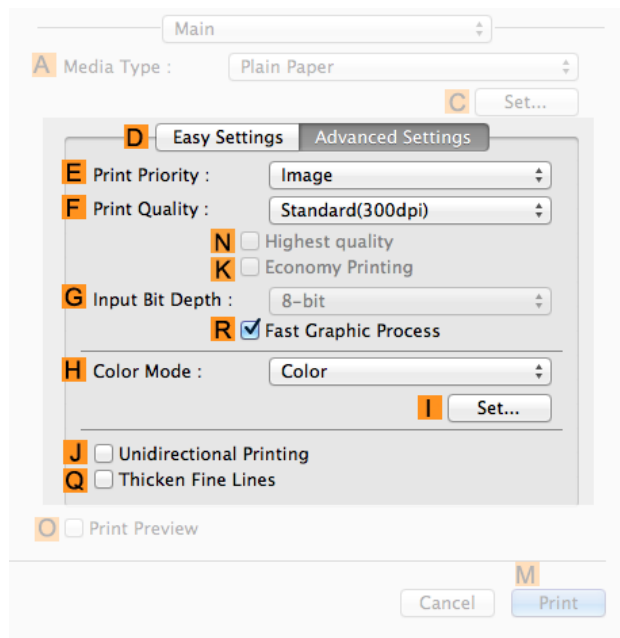 Main
A Media Type : Plain Paper
C Set...
D Easy Settings Advanced Settings
E Print Priority : Image
F Print Quality : Standard(300dpi)
N Highest quality
K Economy Printing
G Input Bit Depth : 8-bit
R Fast Graphic Process
H Color Mode : Color
I Set...
J Unidirectional Printing
Q Thicken Fine Lines
O Print Preview
M
Cancel Print